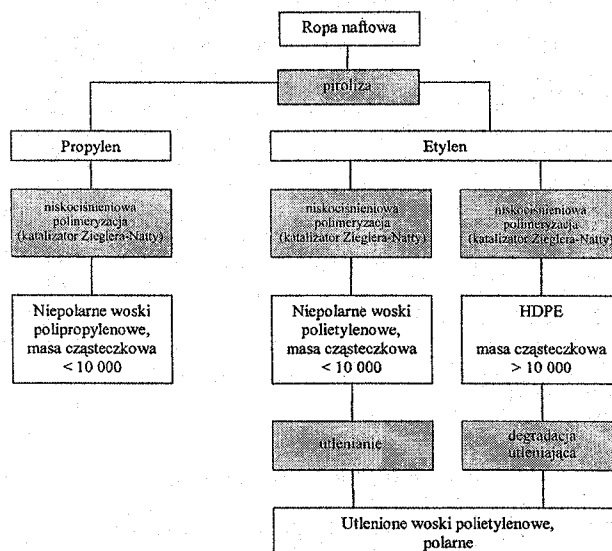 Ropa naftowa
piroliza
Propylen
Etylen
niskociśnieniowa
polimeryzacja
(katalizator Zieglera-Natty)
niskociśnieniowa
polimeryzacja
(katalizator Zieglera-Natty)
niskociśnieniowa
polimeryzacja
(katalizator Zieglera-Natty)
Niepolarne woski
polipropylenowe,
masa cząsteczkowa
< 10 000
Niepolarne woski
polietylenowe,
masa cząsteczkowa
< 10 000
HDPE
masa cząsteczkowa
> 10 000
utlenianie
degradacja
utleniająca
Utlenione woski polietylenowe,
polarne